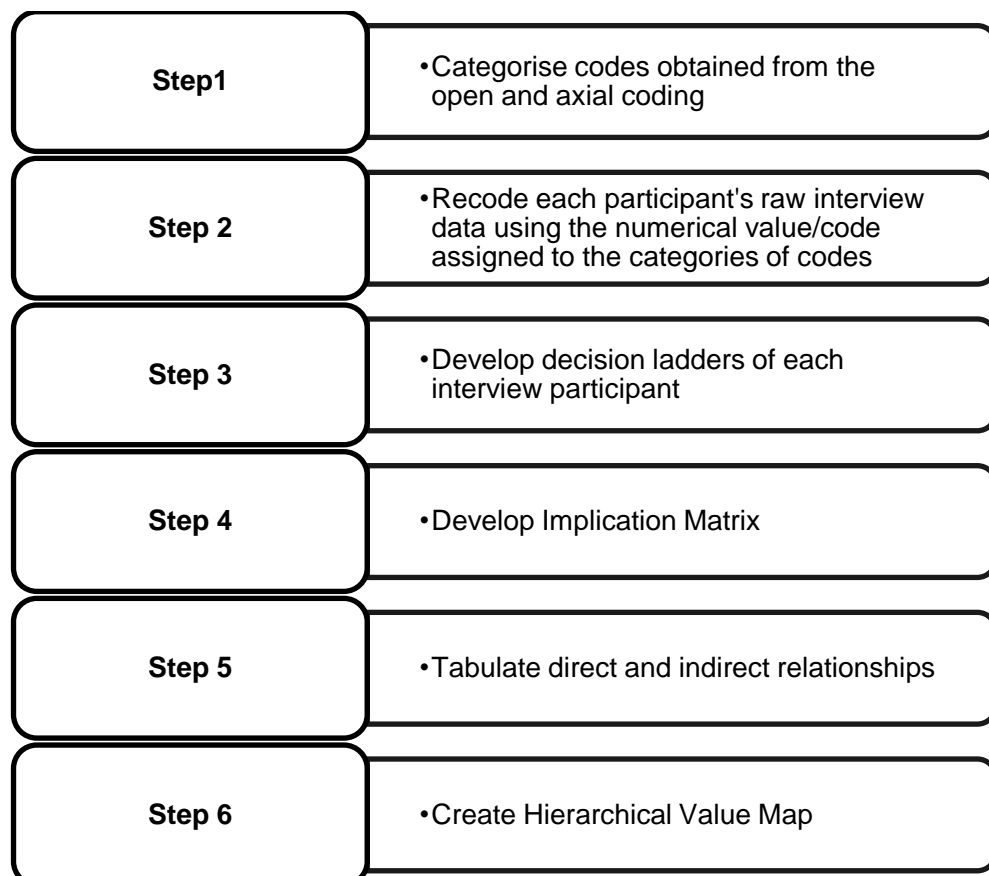 Step1
•Categorise codes obtained from the
open and axial coding
Step 2
•Recode each participant's raw interview
data using the numerical value/code
assigned to the categories of codes
Step 3
•Develop decision ladders of each
interview participant
Step 4
•Develop Implication Matrix
Step 5
•Tabulate direct and indirect relationships
Step 6
•Create Hierarchical Value Map